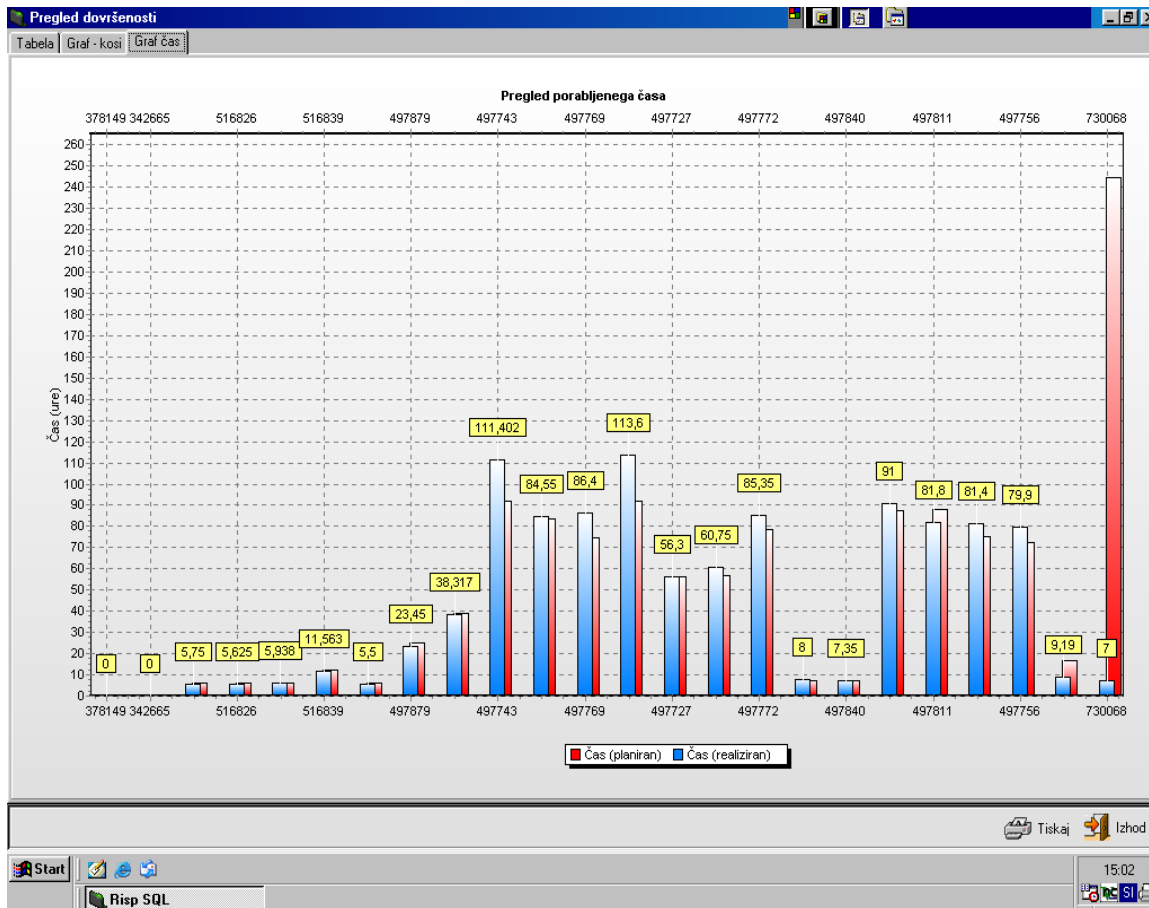 Pregled dovršenosti
Tabela Graf - kosi Graf čas
Pregled porabljenega časa
378149 342665 516826 516839 497879 497743 497769 497727 497772 497840 497811 497756 730068
260
250
240
230
220
210
200
190
180
170
160
150
140
130
120
110
100
90
80
70
60
50
40
30
20
10
0
Čas (ure)
0 0 5,75 5,625 5,938 11,563 5,5 23,45 38,317 111,402 84,55 86,4 113,6 56,3 60,75 85,35 8 7,35 91 81,8 81,4 79,9 9,19 7
378149 342665 516826 516839 497879 497743 497769 497727 497772 497840 497811 497756 730068
Čas (planiran) Čas (realiziran)
Tiskaj Izhod
Start
15:02
SI
Risp SQL